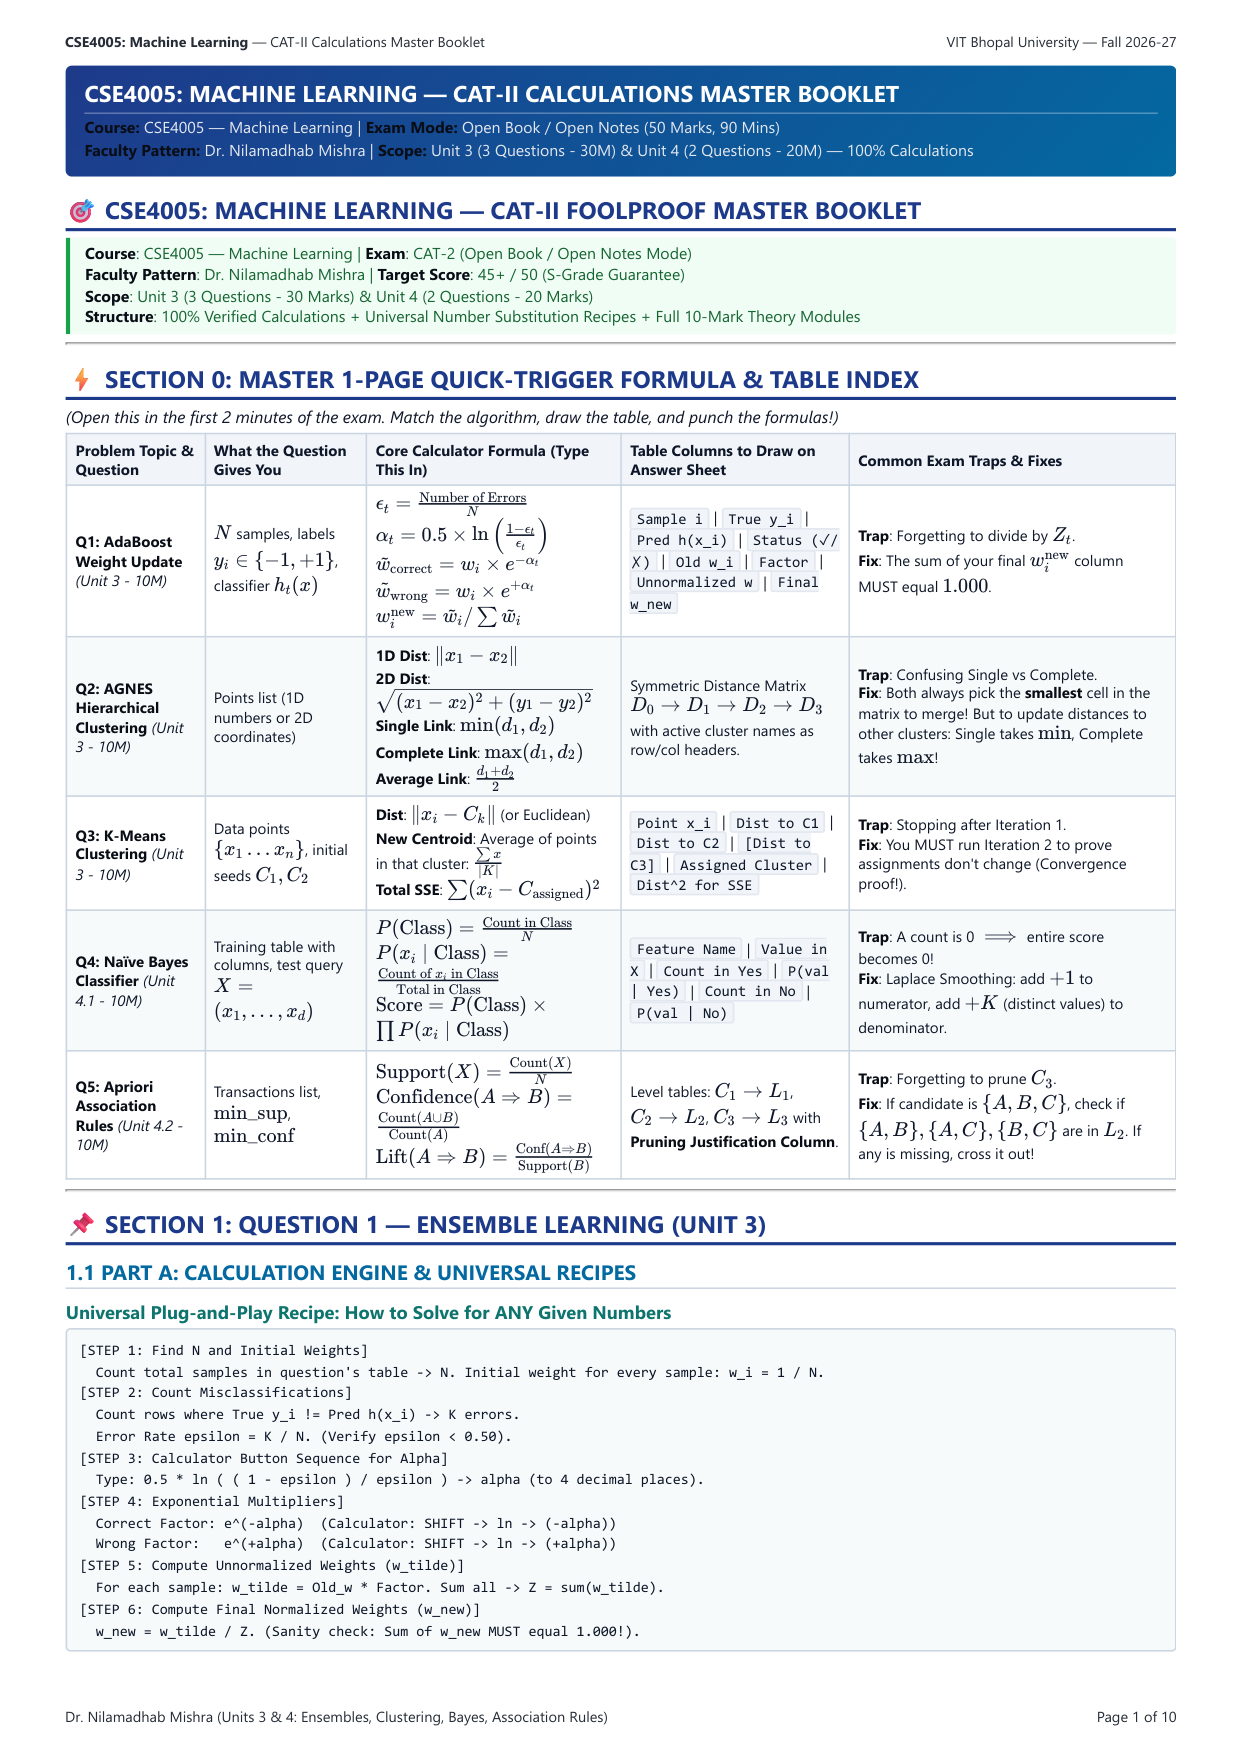 CSE4005: Machine Learning — CAT-II Calculations Master Booklet
VIT Bhopal University — Fall 2026-27
CSE4005: MACHINE LEARNING — CAT-II CALCULATIONS MASTER BOOKLET
Course: CSE4005 — Machine Learning | Exam Mode: Open Book / Open Notes (50 Marks, 90 Mins)
Faculty Pattern: Dr. Nilamadhab Mishra | Scope: Unit 3 (3 Questions - 30M) & Unit 4 (2 Questions - 20M) — 100% Calculations
🎯 CSE4005: MACHINE LEARNING — CAT-II FOOLPROOF MASTER BOOKLET
Course: CSE4005 — Machine Learning | Exam: CAT-2 (Open Book / Open Notes Mode)
Faculty Pattern: Dr. Nilamadhab Mishra | Target Score: 45+ / 50 (S-Grade Guarantee)
Scope: Unit 3 (3 Questions - 30 Marks) & Unit 4 (2 Questions - 20 Marks)
Structure: 100% Verified Calculations + Universal Number Substitution Recipes + Full 10-Mark Theory Modules
⚡ SECTION 0: MASTER 1-PAGE QUICK-TRIGGER FORMULA & TABLE INDEX
(Open this in the first 2 minutes of the exam. Match the algorithm, draw the table, and punch the formulas!)
Problem Topic &
Question
What the Question
Gives You
Core Calculator Formula (Type
This In)
Table Columns to Draw on
Answer Sheet
Common Exam Traps & Fixes
Q1: AdaBoost
Weight Update
(Unit 3 - 10M)
N samples, labels
y_i ∈ {−1, +1},
classifier h_t(x)
ϵ_t = Number of Errors / N
α_t = 0.5 × ln((1−ϵ_t)/ϵ_t)
w̃_correct = w_i × e^{−α_t}
w̃_wrong = w_i × e^{+α_t}
w_i^new = w̃_i / ∑ w̃_i
Sample i | True y_i |
Pred h(x_i) | Status (✓/
✗) | Old w_i | Factor |
Unnormalized w | Final
w_new
Trap: Forgetting to divide by Z_t.
Fix: The sum of your final w_i^new column
MUST equal 1.000.
Q2: AGNES
Hierarchical
Clustering (Unit
3 - 10M)
Points list (1D
numbers or 2D
coordinates)
1D Dist: ‖x_1 − x_2‖
2D Dist:
√((x_1 − x_2)² + (y_1 − y_2)²)
Single Link: min(d_1, d_2)
Complete Link: max(d_1, d_2)
Average Link: (d_1+d_2)/2
Symmetric Distance Matrix
D_0 → D_1 → D_2 → D_3
with active cluster names as
row/col headers.
Trap: Confusing Single vs Complete.
Fix: Both always pick the smallest cell in the
matrix to merge! But to update distances to
other clusters: Single takes min, Complete
takes max!
Q3: K-Means
Clustering (Unit
3 - 10M)
Data points
{x_1 … x_n}, initial
seeds C_1, C_2
Dist: ‖x_i − C_k‖ (or Euclidean)
New Centroid: Average of points
in that cluster: ∑x / |K|
Total SSE: ∑(x_i − C_assigned)²
Point x_i | Dist to C1 |
Dist to C2 | [Dist to
C3] | Assigned Cluster |
Dist^2 for SSE
Trap: Stopping after Iteration 1.
Fix: You MUST run Iteration 2 to prove
assignments don't change (Convergence
proof!).
Q4: Naïve Bayes
Classifier (Unit
4.1 - 10M)
Training table with
columns, test query
X =
(x_1, …, x_d)
P(Class) = Count in Class / N
P(x_i | Class) =
Count of x_i in Class / Total in Class
Score = P(Class) ×
∏ P(x_i | Class)
Feature Name | Value in
X | Count in Yes | P(val
| Yes) | Count in No |
P(val | No)
Trap: A count is 0 ⟹ entire score
becomes 0!
Fix: Laplace Smoothing: add +1 to
numerator, add +K (distinct values) to
denominator.
Q5: Apriori
Association
Rules (Unit 4.2 -
10M)
Transactions list,
min_sup,
min_conf
Support(X) = Count(X) / N
Confidence(A ⇒ B) =
Count(A∪B) / Count(A)
Lift(A ⇒ B) = Conf(A⇒B) / Support(B)
Level tables: C_1 → L_1,
C_2 → L_2, C_3 → L_3 with
Pruning Justification Column.
Trap: Forgetting to prune C_3.
Fix: If candidate is {A, B, C}, check if
{A, B}, {A, C}, {B, C} are in L_2. If
any is missing, cross it out!
📌 SECTION 1: QUESTION 1 — ENSEMBLE LEARNING (UNIT 3)
1.1 PART A: CALCULATION ENGINE & UNIVERSAL RECIPES
Universal Plug-and-Play Recipe: How to Solve for ANY Given Numbers
[STEP 1: Find N and Initial Weights]
Count total samples in question's table -> N. Initial weight for every sample: w_i = 1 / N.
[STEP 2: Count Misclassifications]
Count rows where True y_i != Pred h(x_i) -> K errors.
Error Rate epsilon = K / N. (Verify epsilon < 0.50).
[STEP 3: Calculator Button Sequence for Alpha]
Type: 0.5 * ln ( ( 1 - epsilon ) / epsilon ) -> alpha (to 4 decimal places).
[STEP 4: Exponential Multipliers]
Correct Factor: e^(-alpha)  (Calculator: SHIFT -> ln -> (-alpha))
Wrong Factor:   e^(+alpha)  (Calculator: SHIFT -> ln -> (+alpha))
[STEP 5: Compute Unnormalized Weights (w_tilde)]
For each sample: w_tilde = Old_w * Factor. Sum all -> Z = sum(w_tilde).
[STEP 6: Compute Final Normalized Weights (w_new)]
w_new = w_tilde / Z. (Sanity check: Sum of w_new MUST equal 1.000!).
Dr. Nilamadhab Mishra (Units 3 & 4: Ensembles, Clustering, Bayes, Association Rules)
Page 1 of 10